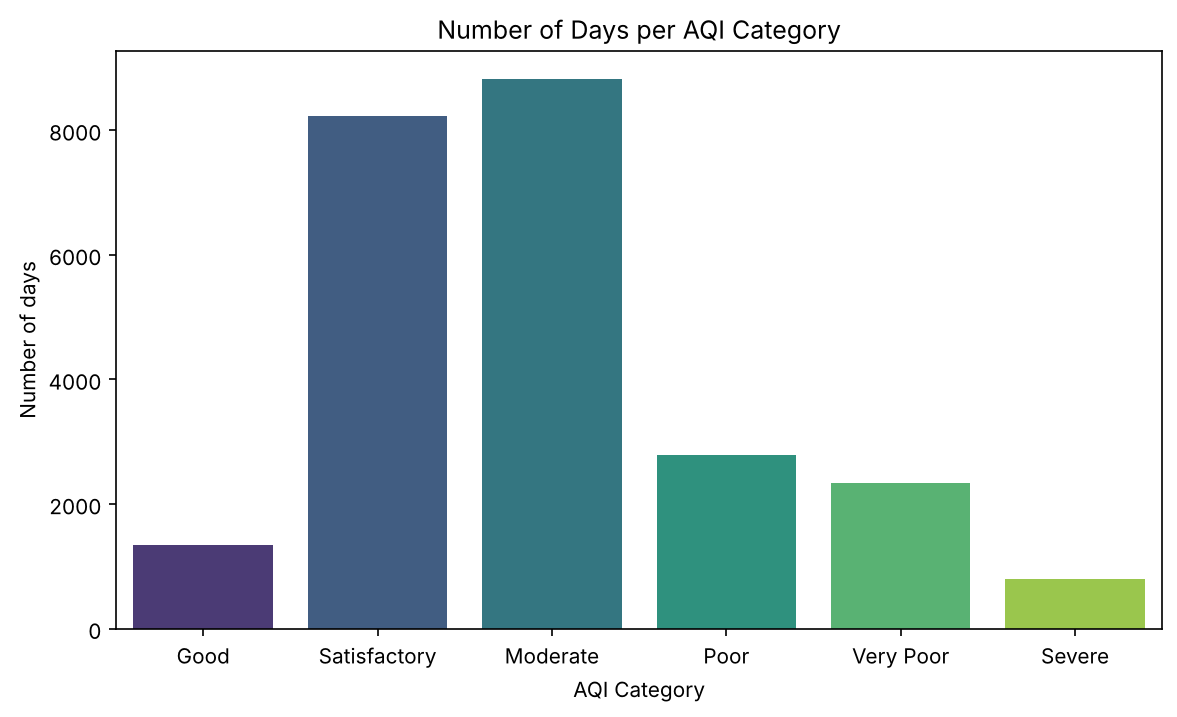 Number of Days per AQI Category
Number of days
8000
6000
4000
2000
0
Good
Satisfactory
Moderate
Poor
Very Poor
Severe
AQI Category